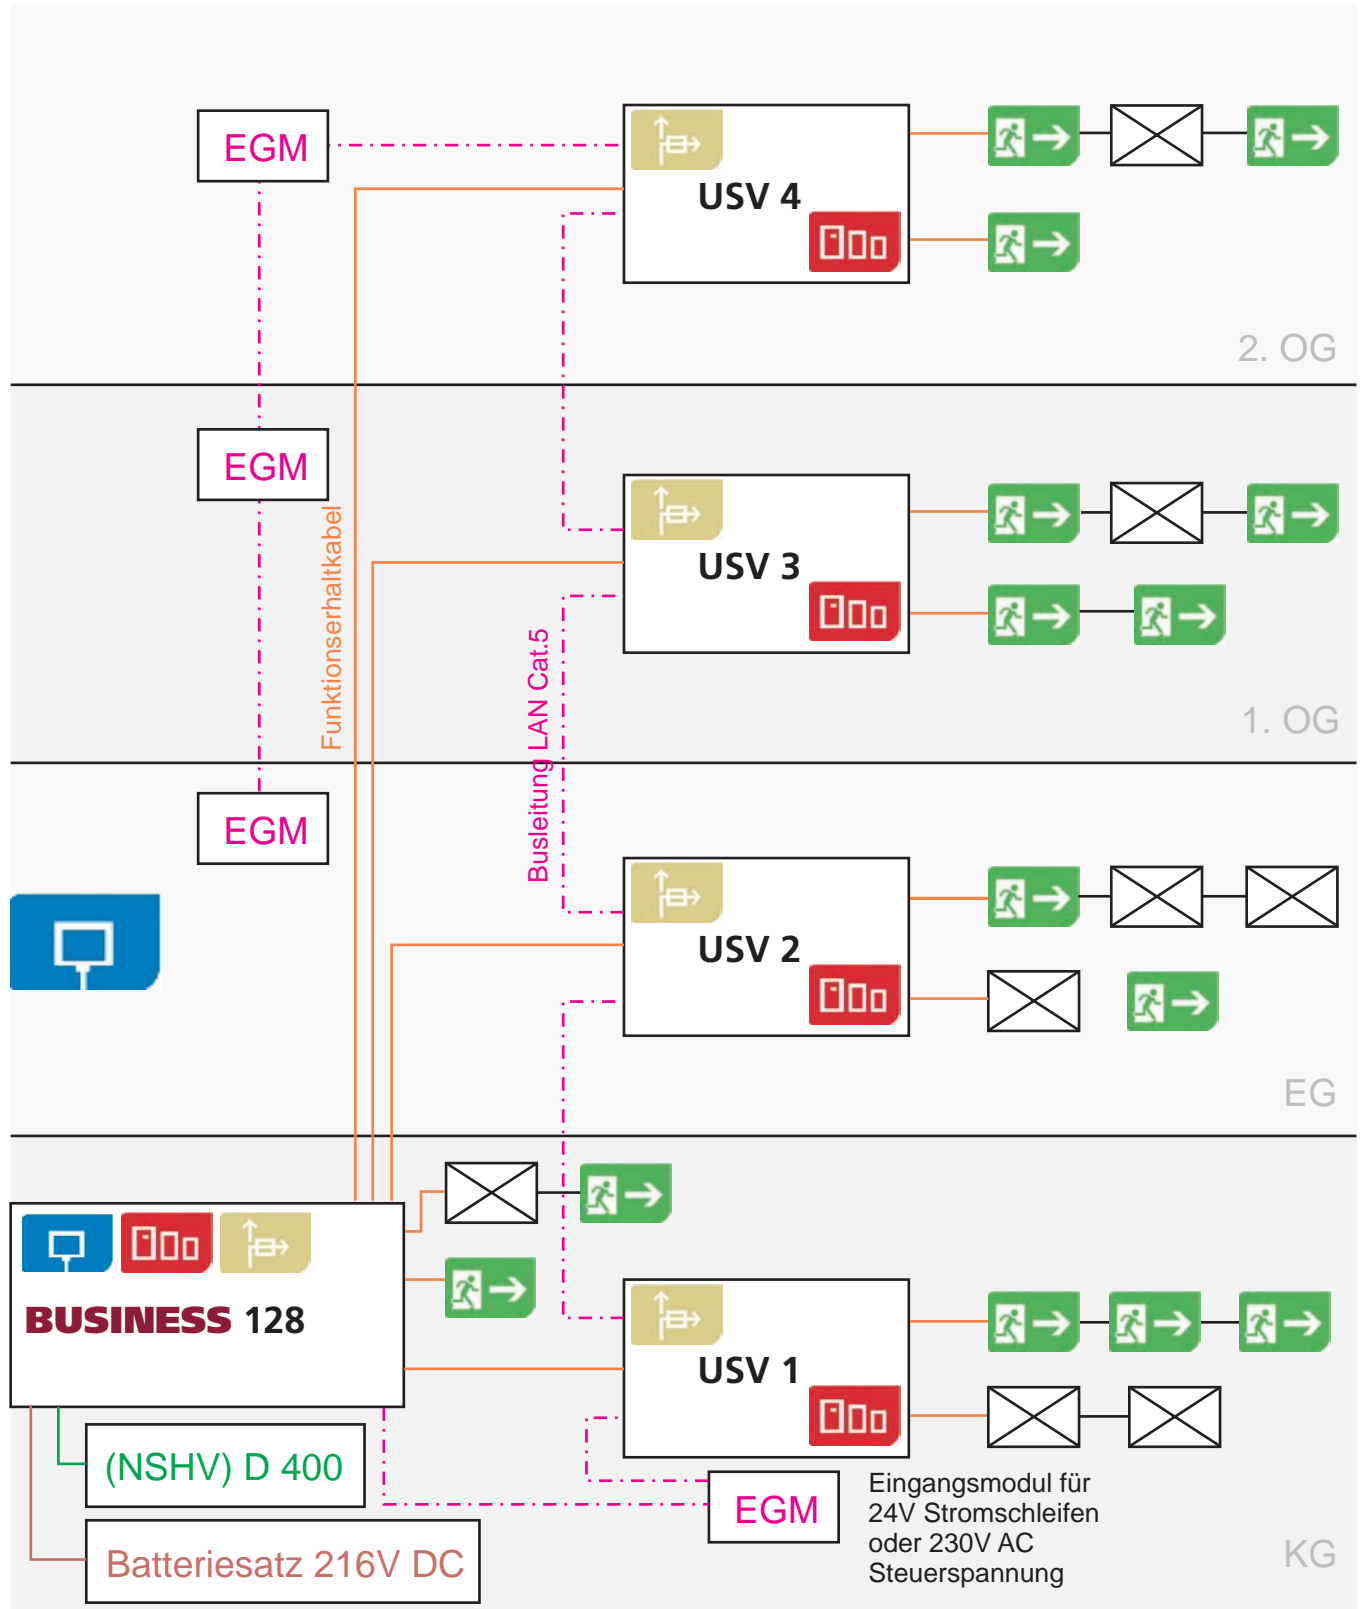 EGM
USV 4
2. OG
EGM
Funktionserhaltkabel
USV 3
Busleitung LAN Cat.5
1. OG
EGM
USV 2
EG
BUSINESS 128
USV 1
(NSHV) D 400
Batteriesatz 216V DC
EGM
Eingangsmodul für
24V Stromschleifen
oder 230V AC
Steuerspannung
KG